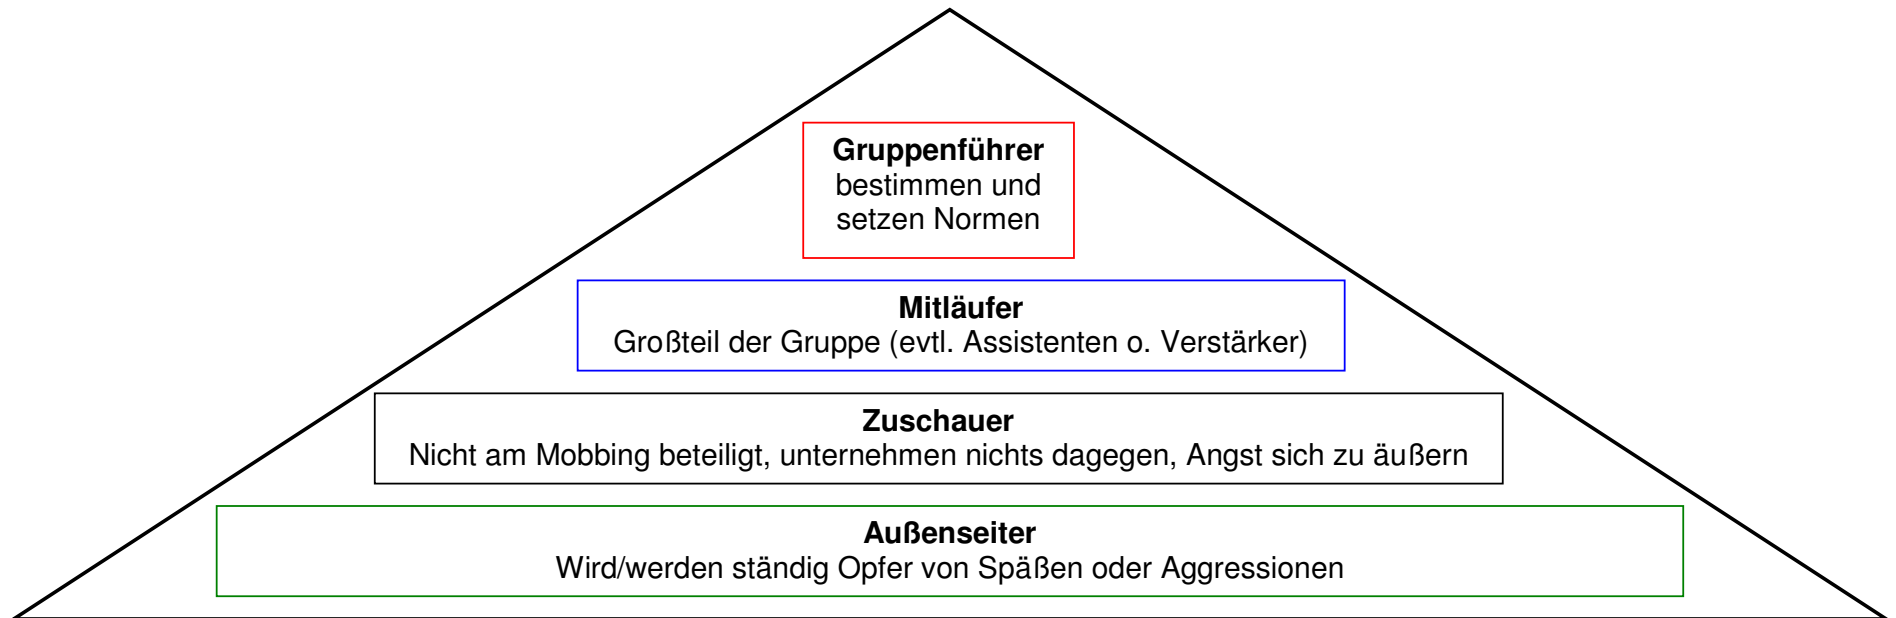 Gruppenführer
bestimmen und
setzen Normen
Mitläufer
Großteil der Gruppe (evtl. Assistenten o. Verstärker)
Zuschauer
Nicht am Mobbing beteiligt, unternehmen nichts dagegen, Angst sich zu äußern
Außenseiter
Wird/werden ständig Opfer von Späßen oder Aggressionen